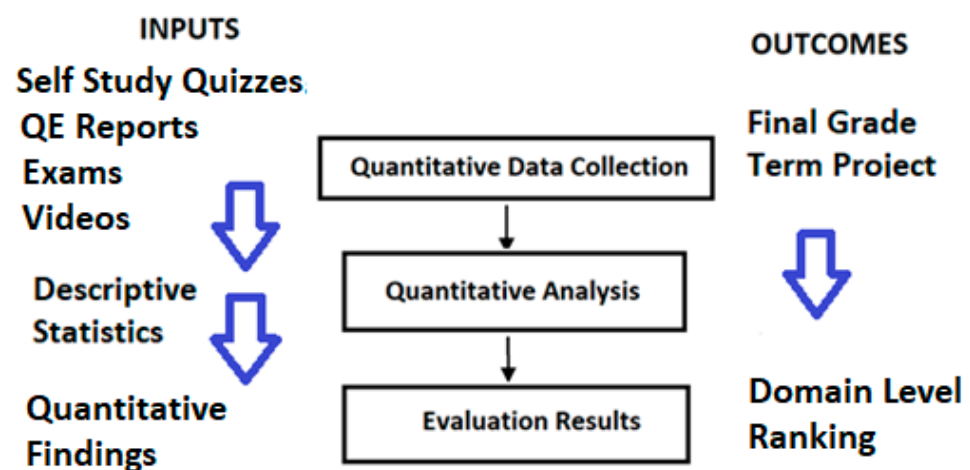 INPUTS
Self Study Quizzes.
QE Reports
Exams
Videos
Descriptive
Statistics
Quantitative
Findings
Quantitative Data Collection
Quantitative Analysis
Evaluation Results
OUTCOMES
Final Grade
Term Project
Domain Level
Ranking